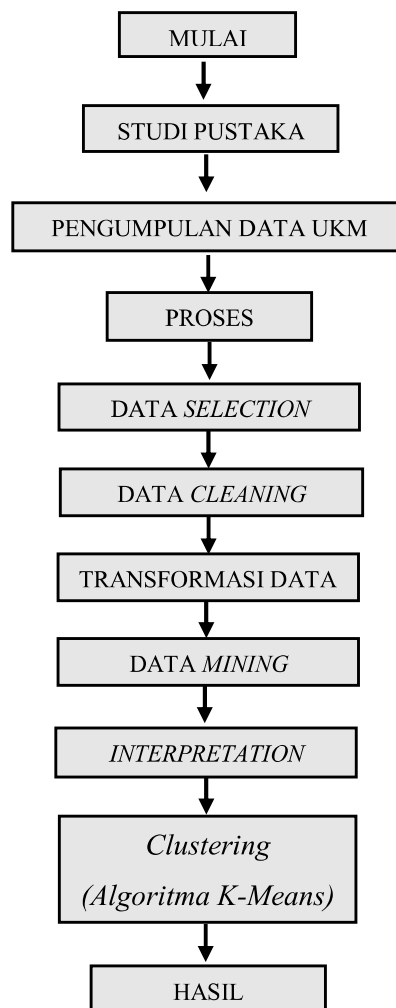 MULAI
STUDI PUSTAKA
PENGUMPULAN DATA UKM
PROSES
DATA SELECTION
DATA CLEANING
TRANSFORMASI DATA
DATA MINING
INTERPRETATION
Clustering
(Algoritma K-Means)
HASIL